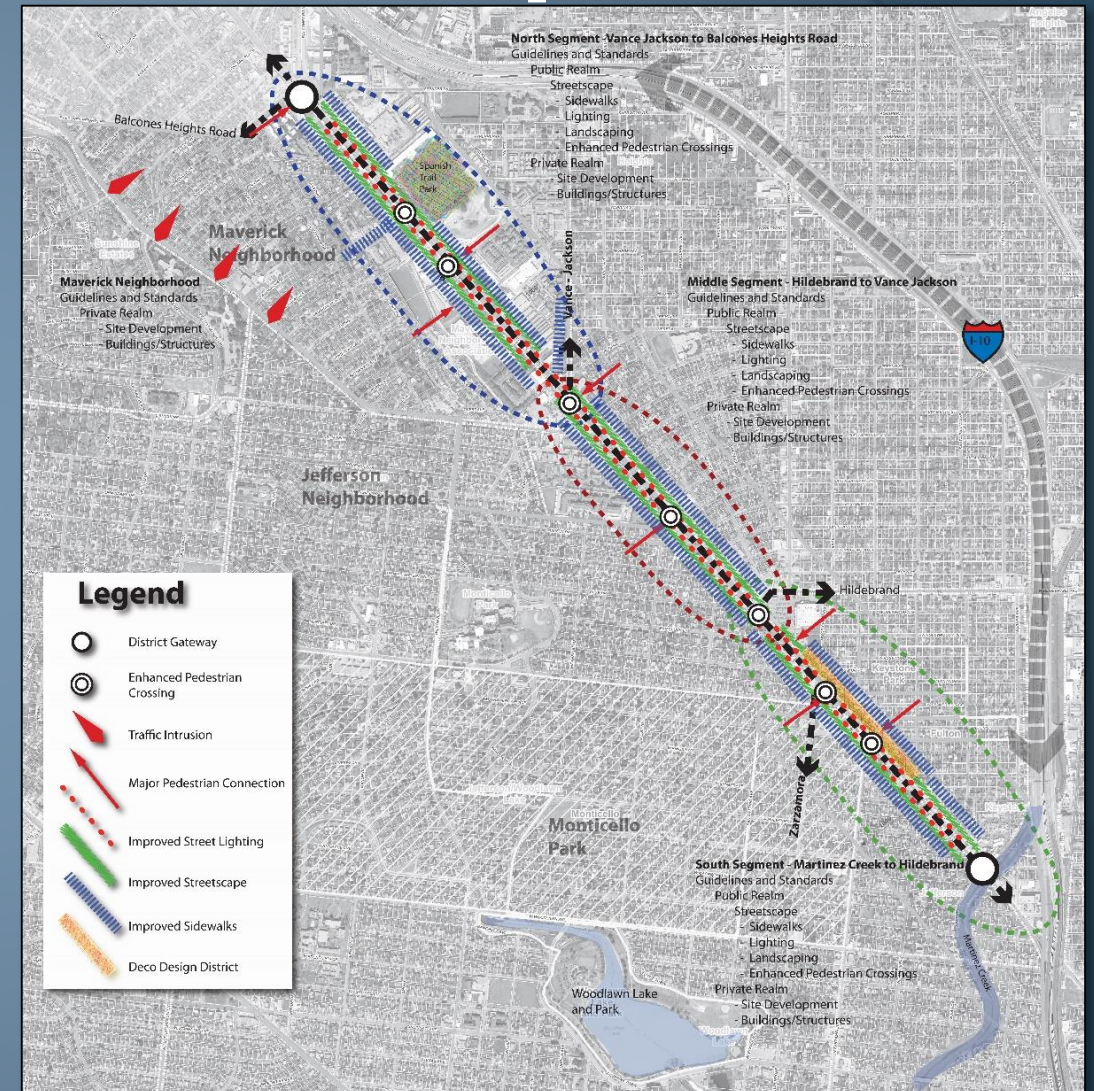 North Segment -Vance Jackson to Balcones Heights Road
Guidelines and Standards
Public Realm
Streetscape
- Sidewalks
- Lighting
- Landscaping
- Enhanced Pedestrian Crossings
Private Realm
- Site Development
- Buildings/Structures
Balcones Heights Road
Spanish
Trail
Park
Maverick
Neighborhood
Maverick Neighborhood
Guidelines and Standards
Private Realm
- Site Development
- Buildings/Structures
Vance - Jackson
Middle Segment - Hildebrand to Vance Jackson
Guidelines and Standards
Public Realm
Streetscape
- Sidewalks
- Lighting
- Landscaping
- Enhanced Pedestrian Crossings
Private Realm
- Site Development
- Buildings/Structures
I-10
Jefferson
Neighborhood
Legend
District Gateway
Enhanced Pedestrian
Crossing
Traffic Intrusion
Major Pedestrian Connection
Improved Street Lighting
Improved Streetscape
Improved Sidewalks
Deco Design District
Monticello
Hildebrand
Keystone
Park
Fulton
Zarzamora
Monticello
Monticello
Park
South Segment - Martinez Creek to Hildebrand
Guidelines and Standards
Public Realm
Streetscape
- Sidewalks
- Lighting
- Landscaping
- Enhanced Pedestrian Crossings
Private Realm
- Site Development
- Buildings/Structures
Martinez Creek
Woodlawn Lake
and Park